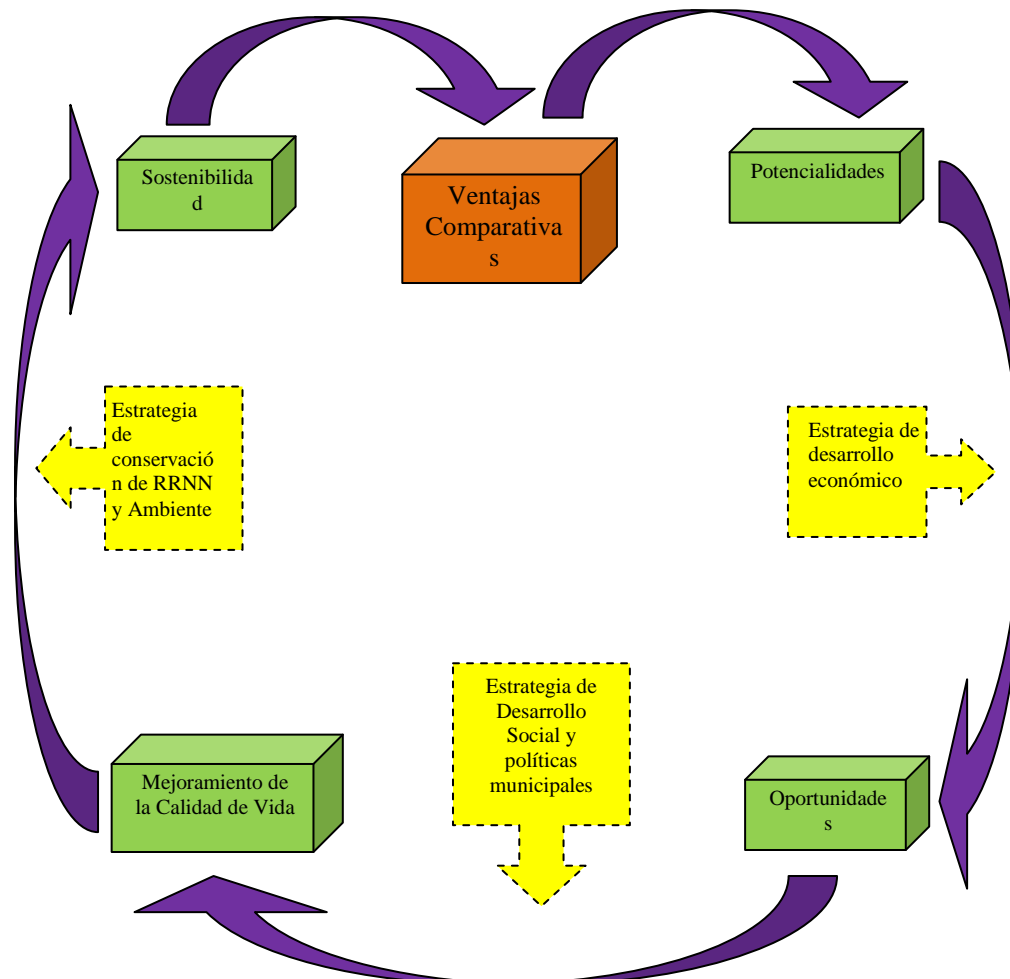 Sostenibilida
d
Ventajas
Comparativa
s
Potencialidades
Estrategia
de
conservació
n de RRNN
y Ambiente
Estrategia de
desarrollo
económico
Estrategia de
Desarrollo
Social y
políticas
municipales
Mejoramiento de
la Calidad de Vida
Oportunidade
s